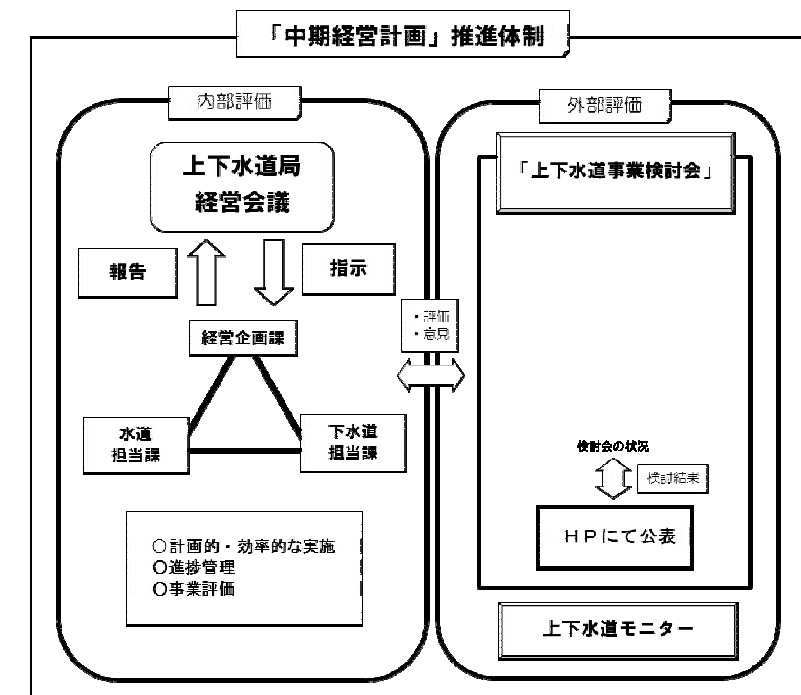 「中期経営計画」推進体制
内部評価
上下水道局
経営会議
報告
指示
経営企画課
水道
担当課
下水道
担当課
○計画的・効率的な実施
○進捗管理
○事業評価
・評価
・意見
外部評価
「上下水道事業検討会」
検討会の状況
検討結果
ＨＰにて公表
上下水道モニター